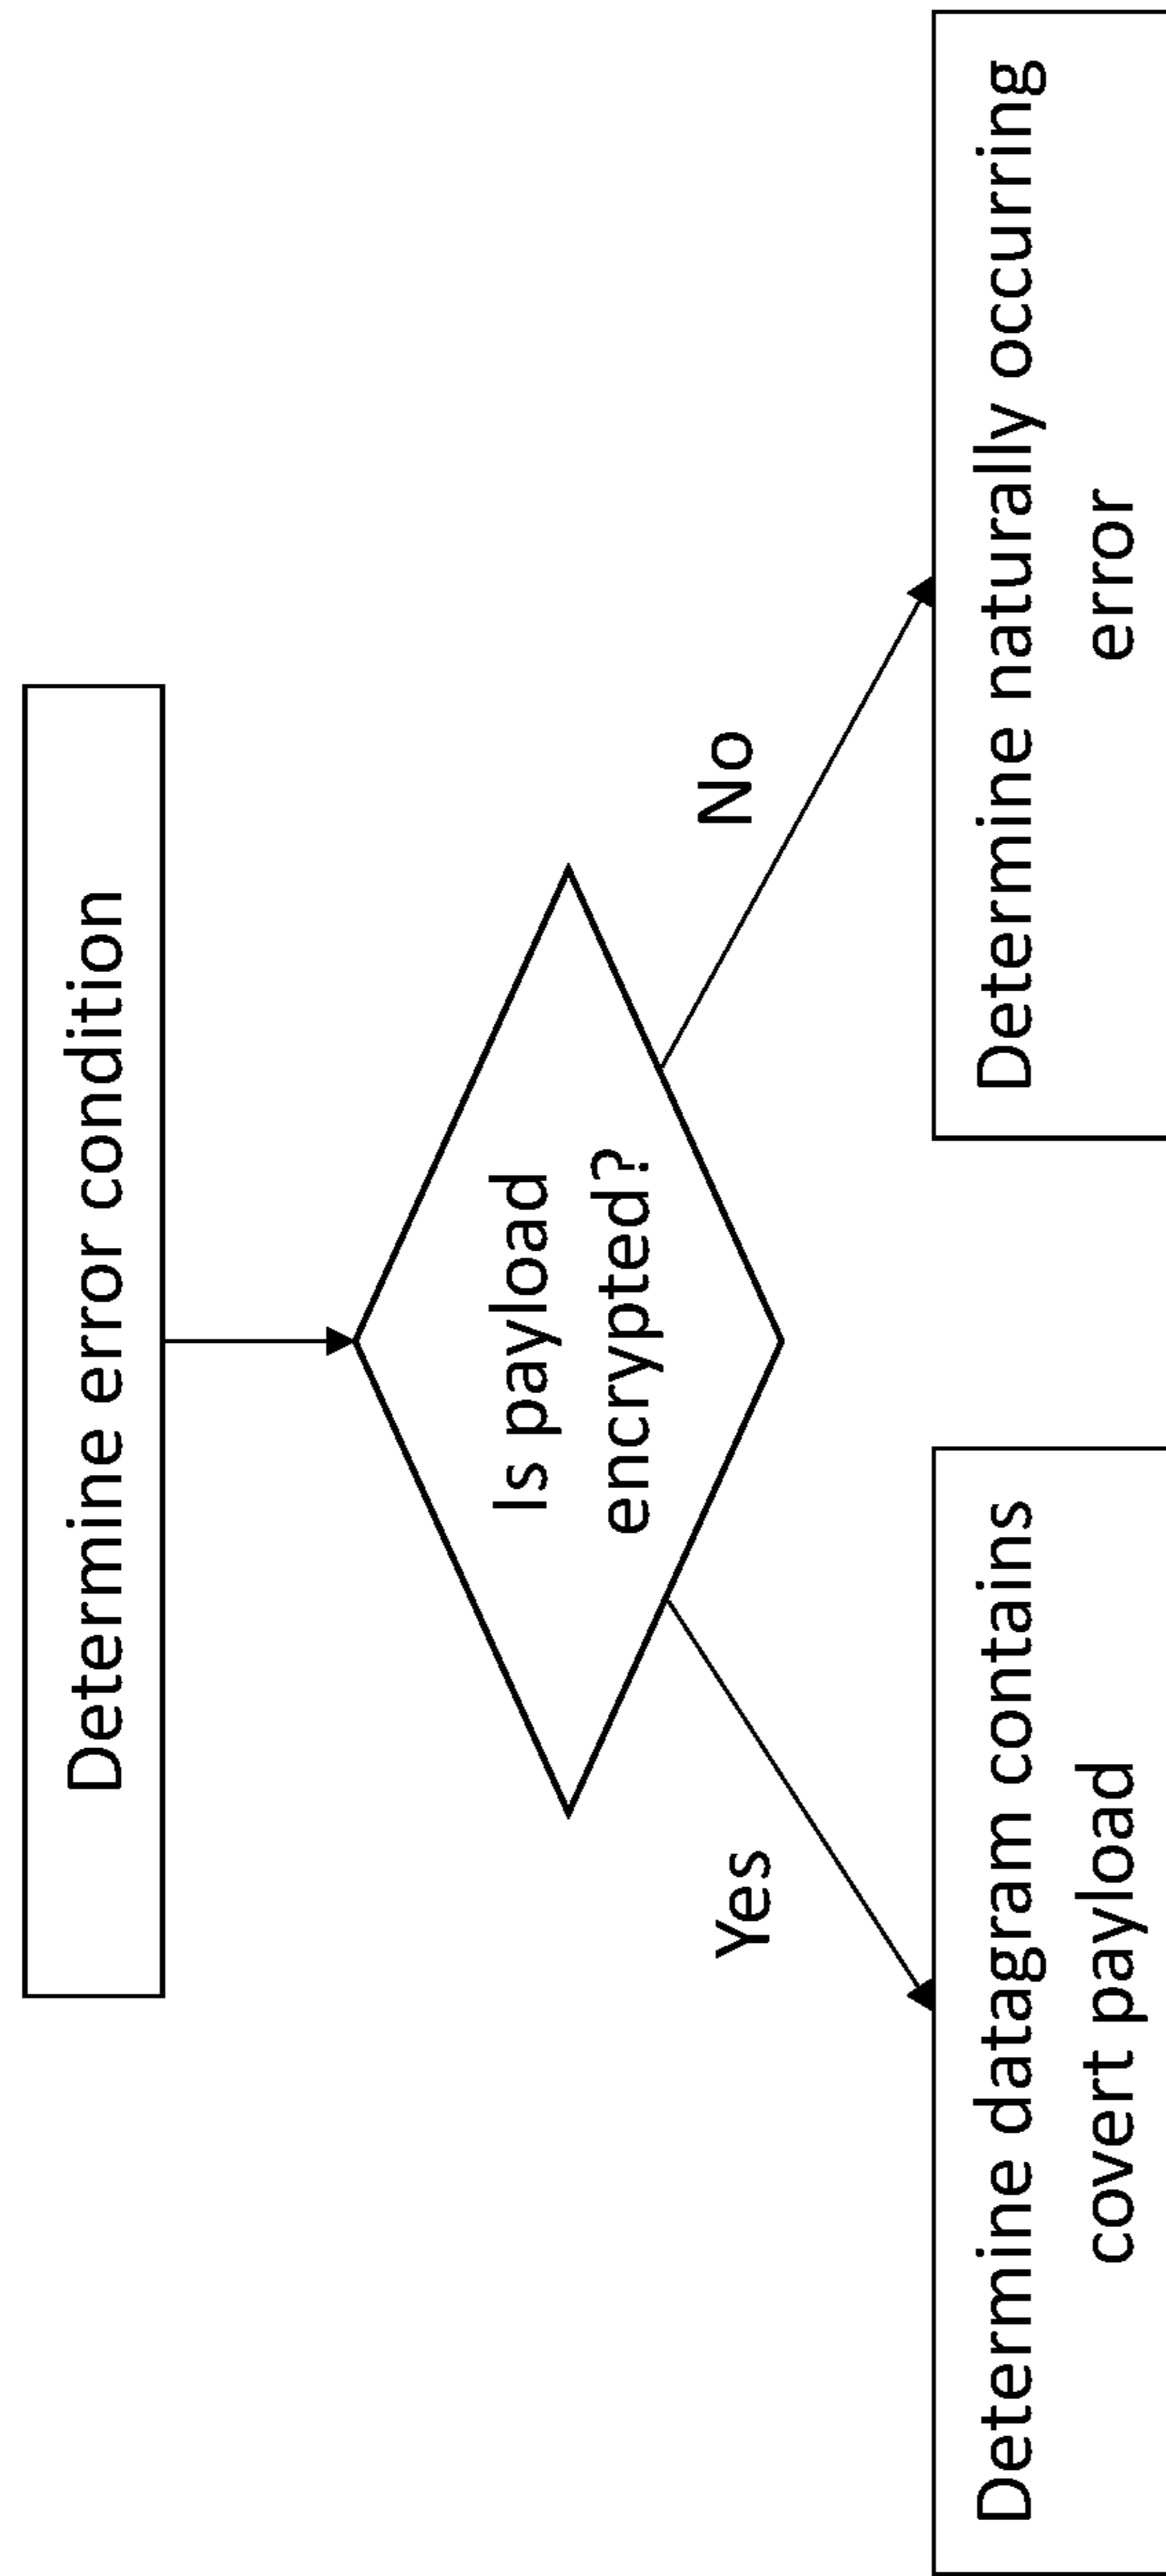 Determine error condition
Is payload
encrypted?
Yes
No
Determine datagram contains
covert payload
Determine naturally occurring
error